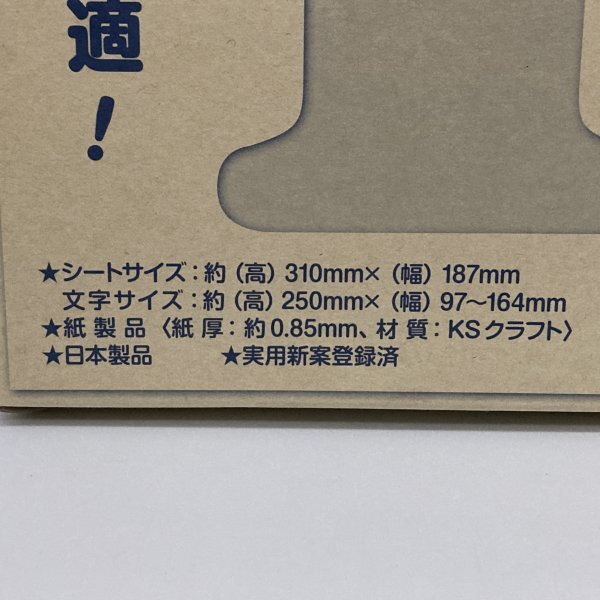 適！
★シートサイズ：約（高）310mm×（幅）187mm
文字サイズ：約（高）250mm×（幅）97〜164mm
★紙製品〈紙厚：約0.85mm、材質：KSクラフト〉
★日本製品　★実用新案登録済